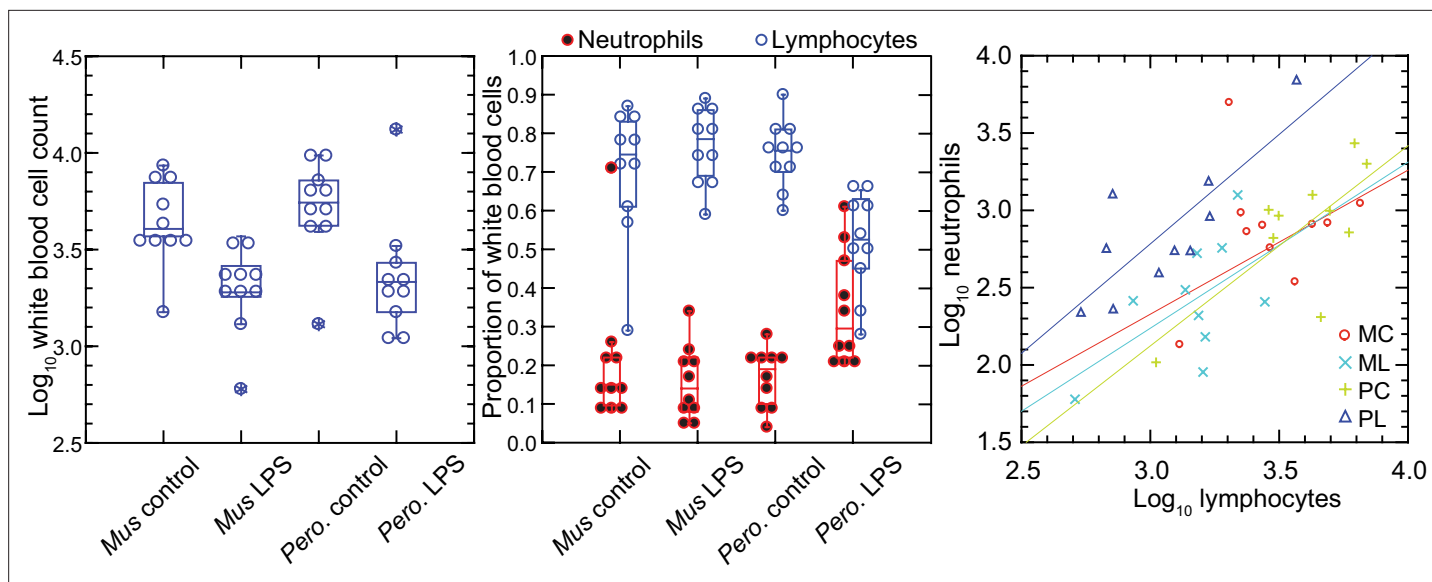 Neutrophils Lymphocytes
Log10 white blood cell count
4.5
4.0
3.5
3.0
2.5
Mus control
Mus LPS
Pero. control
Pero. LPS
Proportion of white blood cells
1.0
0.9
0.8
0.7
0.6
0.5
0.4
0.3
0.2
0.1
0.0
Mus control
Mus LPS
Pero. control
Pero. LPS
Log10 neutrophils
4.0
3.5
3.0
2.5
2.0
1.5
MC
ML
PC
PL
2.5 3.0 3.5 4.0
Log10 lymphocytes